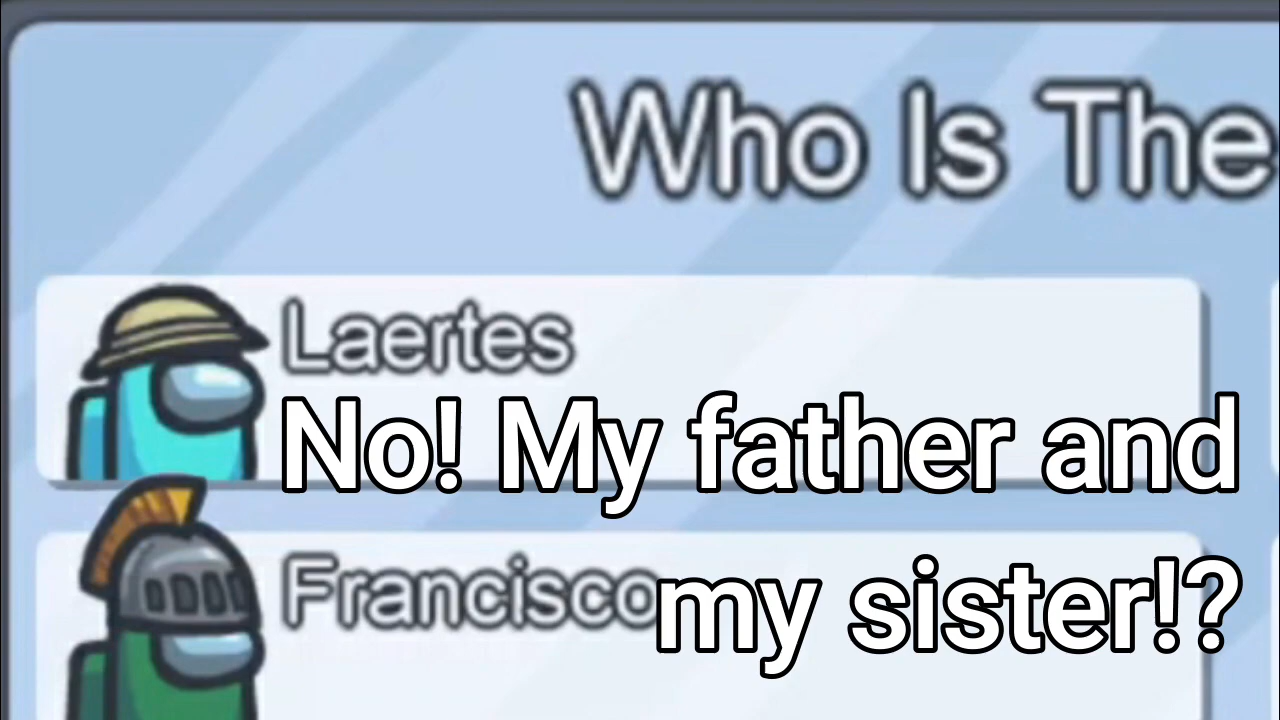 Who Is The
Laertes
No! My father and
Francisco
my sister!?